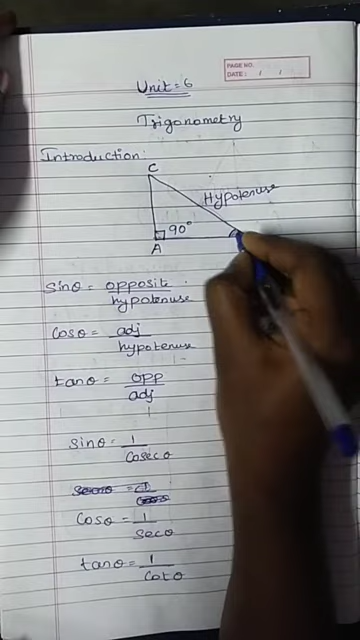 PAGE NO.
DATE: / /
Unit = 6
Trigonometry
Introduction:
C
Hypotenuse
90°
A
Sinθ = opposite / hypotenuse
Cosθ = adj / hypotenuse
tanθ = opp / adj
sinθ = 1 / Cosecθ
Cosθ = 1 / secθ
tanθ = 1 / Cotθ